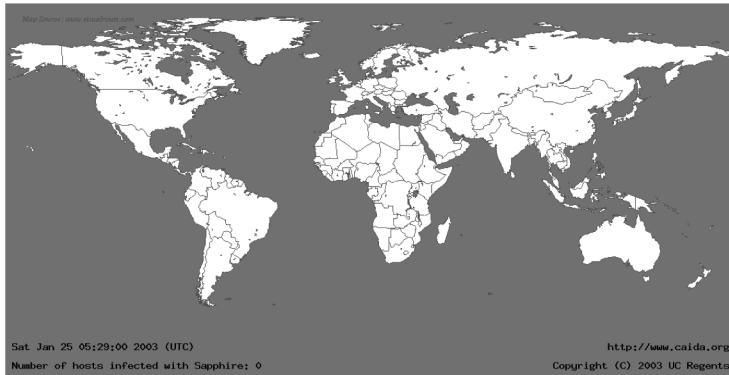 Map Source: www.visualroute.com
Sat Jan 25 05:29:00 2003 (UTC)
http://www.caida.org
Number of hosts infected with Sapphire: 0
Copyright (C) 2003 UC Regents